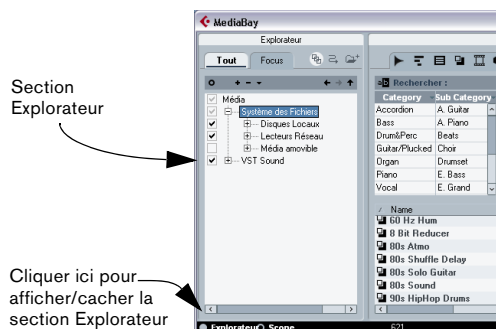 MediaBay
Explorateur
Tout
Focus
Média
Système des Fichiers
Disques Locaux
Lecteurs Réseau
Média amovible
VST Sound
Rechercher :
Category Sub Category
Accordion A. Guitar
Bass A. Piano
Drum&Perc Beats
Guitar/Plucked Choir
Organ Drumset
Piano E. Bass
Vocal E. Grand
Name
60 Hz Hum
8 Bit Reducer
80s Atmo
80s Shuffle Delay
80s Solo Guitar
80s Sound
90s HipHop Drums
Explorateur Scope
621
Section
Explorateur
Cliquer ici pour
afficher/cacher la
section Explorateur